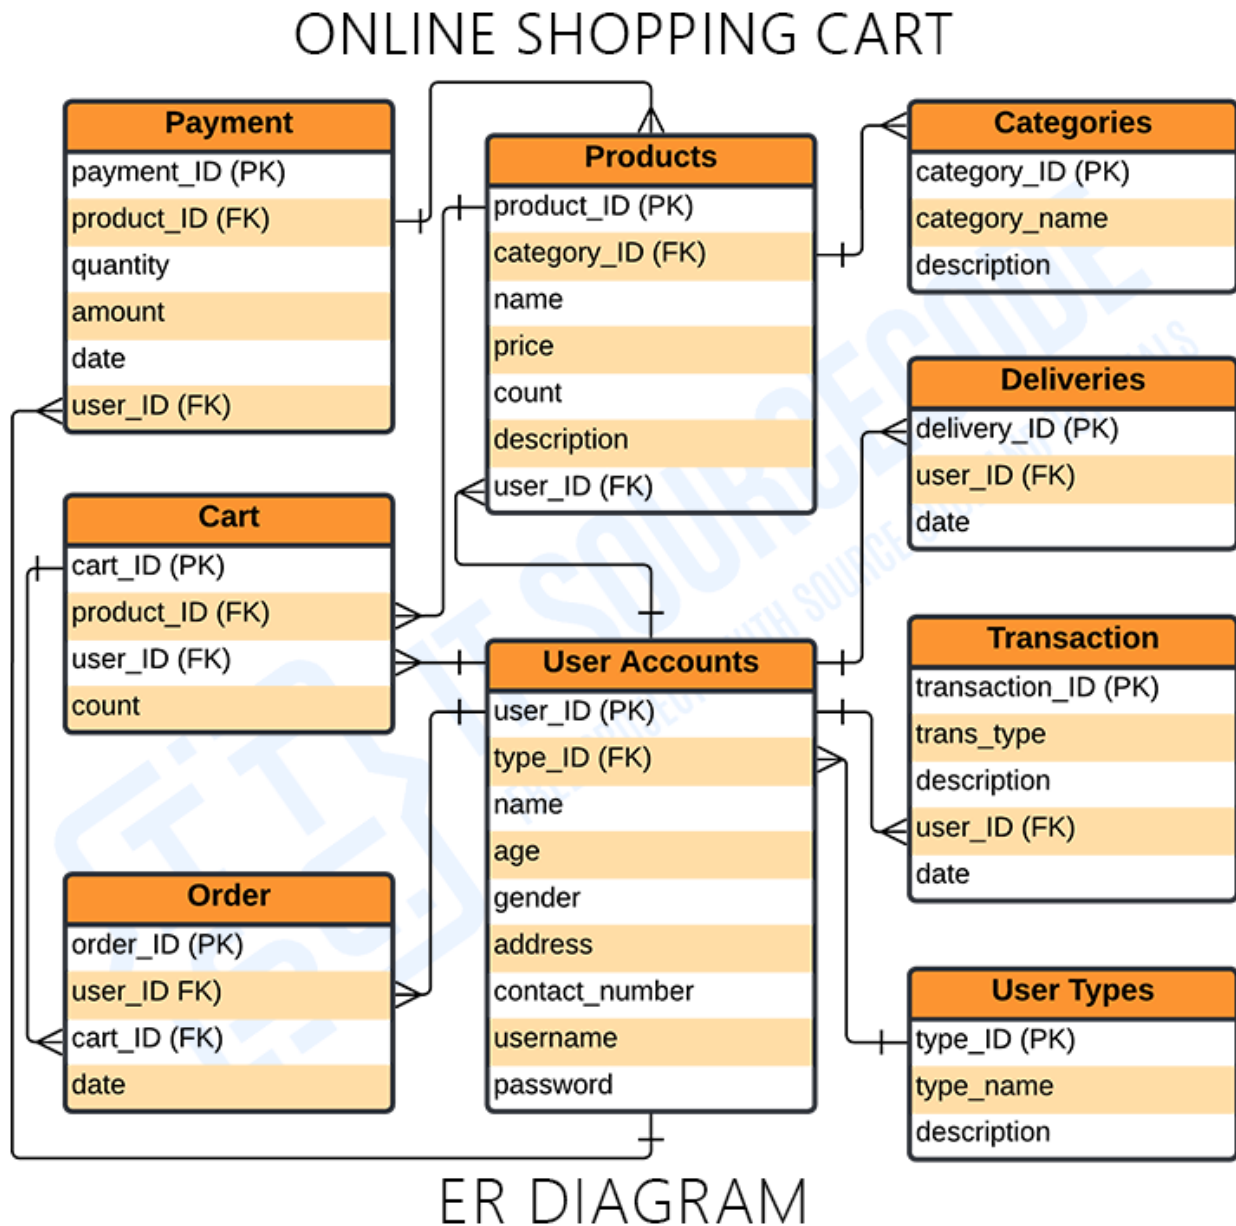 ONLINE SHOPPING CART
Payment
payment_ID (PK)
product_ID (FK)
quantity
amount
date
user_ID (FK)
Products
product_ID (PK)
category_ID (FK)
name
price
count
description
user_ID (FK)
Categories
category_ID (PK)
category_name
description
Deliveries
delivery_ID (PK)
user_ID (FK)
date
Cart
cart_ID (PK)
product_ID (FK)
user_ID (FK)
count
User Accounts
user_ID (PK)
type_ID (FK)
name
age
gender
address
contact_number
username
password
Transaction
transaction_ID (PK)
trans_type
description
user_ID (FK)
date
Order
order_ID (PK)
user_ID FK)
cart_ID (FK)
date
User Types
type_ID (PK)
type_name
description
ER DIAGRAM
IT SOURCECODE